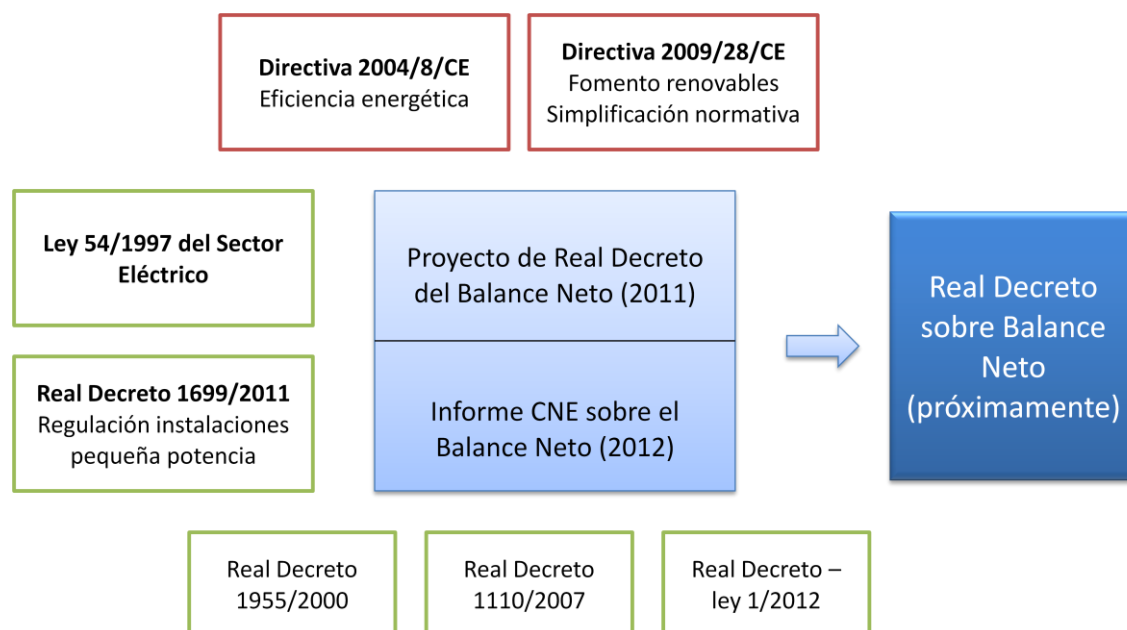 Directiva 2004/8/CE
Eficiencia energética
Directiva 2009/28/CE
Fomento renovables
Simplificación normativa
Ley 54/1997 del Sector
Eléctrico
Real Decreto 1699/2011
Regulación instalaciones
pequeña potencia
Proyecto de Real Decreto
del Balance Neto (2011)
Informe CNE sobre el
Balance Neto (2012)
Real Decreto
sobre Balance
Neto
(próximamente)
Real Decreto
1955/2000
Real Decreto
1110/2007
Real Decreto –
ley 1/2012